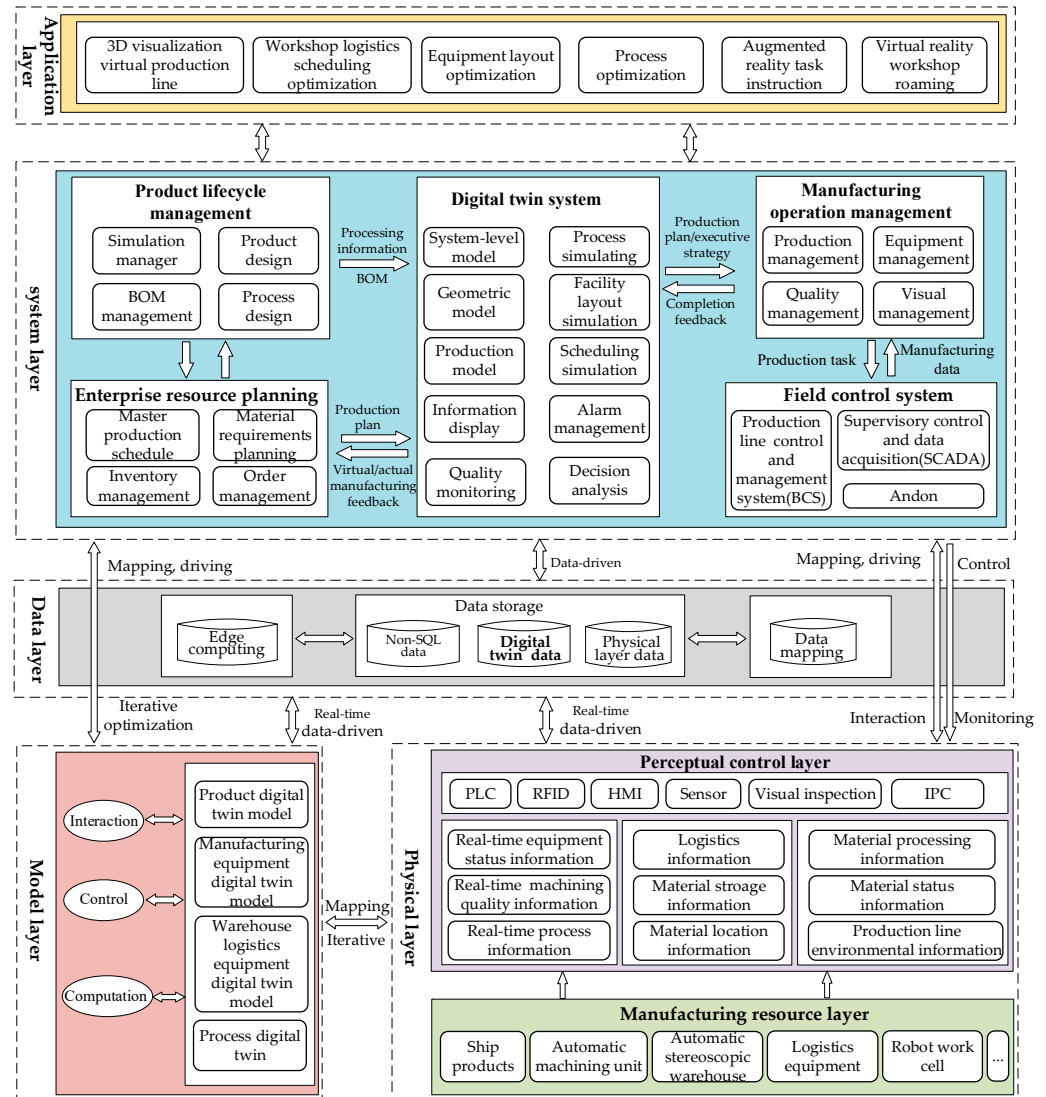 Application
layer
3D visualization
virtual production
line
Workshop logistics
scheduling
optimization
Equipment layout
optimization
Process
optimization
Augmented
reality task
instruction
Virtual reality
workshop
roaming
system layer
Product lifecycle
management
Simulation
manager
Product
design
BOM
management
Process
design
Processing
information
BOM
Digital twin system
System-level
model
Process
simulating
Geometric
model
Facility
layout
simulation
Production
model
Scheduling
simulation
Information
display
Alarm
management
Quality
monitoring
Decision
analysis
Production
plan/executive
strategy
Completion
feedback
Manufacturing
operation management
Production
management
Equipment
management
Quality
management
Visual
management
Production task
Manufacturing
data
Enterprise resource planning
Master
production
schedule
Material
requirements
planning
Inventory
management
Order
management
Production
plan
Virtual/actual
manufacturing
feedback
Field control system
Production
line control
and
management
system(BCS)
Supervisory control
and data
acquisition(SCADA)
Andon
Mapping, driving
Data-driven
Mapping, driving
Control
Data layer
Edge
computing
Data storage
Non-SQL
data
Digital
twin data
Physical
layer data
Data
mapping
Iterative
optimization
Real-time
data-driven
Real-time
data-driven
Interaction
Monitoring
Model layer
Interaction
Control
Computation
Product digital
twin model
Manufacturing
equipment
digital twin
model
Warehouse
logistics
equipment
digital twin
model
Process digital
twin
Mapping
Iterative
Physical layer
Perceptual control layer
PLC
RFID
HMI
Sensor
Visual inspection
IPC
Real-time equipment
status information
Real-time machining
quality information
Real-time process
information
Logistics
information
Material stroage
information
Material location
information
Material processing
information
Material status
information
Production line
environmental information
Manufacturing resource layer
Ship
products
Automatic
machining unit
Automatic
stereoscopic
warehouse
Logistics
equipment
Robot work
cell
...